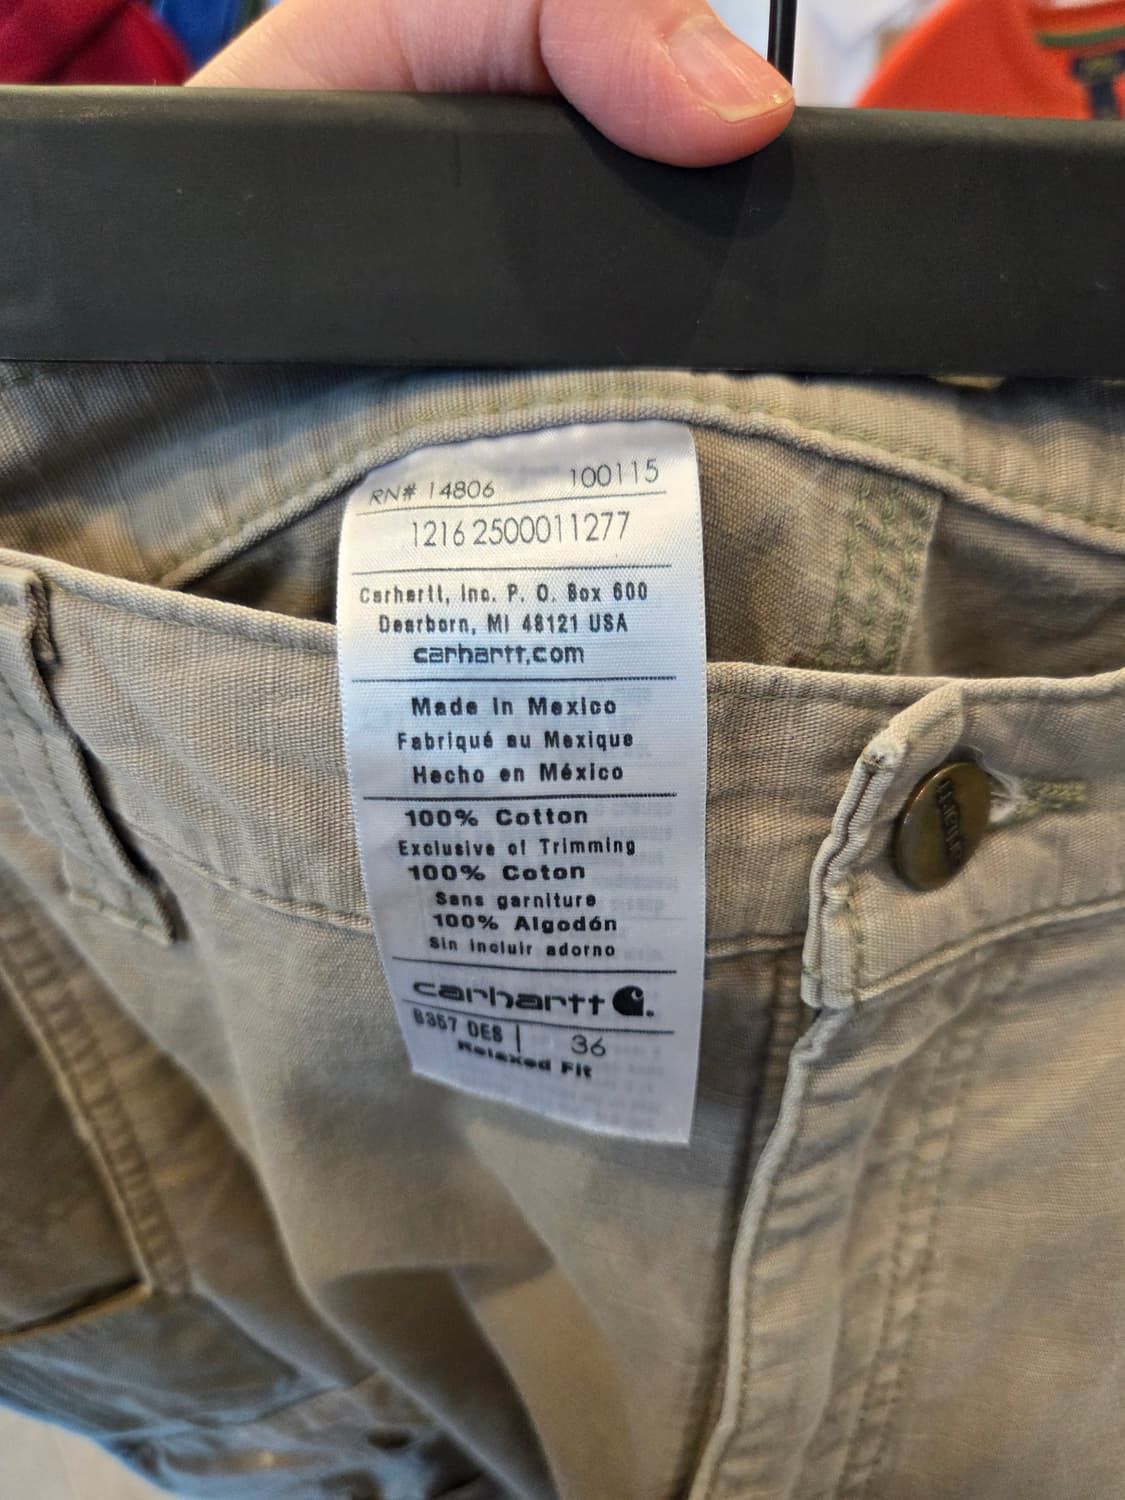 RN# 14806 100115
1216 2500011277
Carhartt, Inc. P. O. Box 600
Dearborn, MI 48121 USA
carhartt.com
Made in Mexico
Fabriqué au Mexique
Hecho en México
100% Cotton
Exclusive of Trimming
100% Coton
Sans garniture
100% Algodón
Sin incluir adorno
carhartt
B357 DES 36
Relaxed Fit